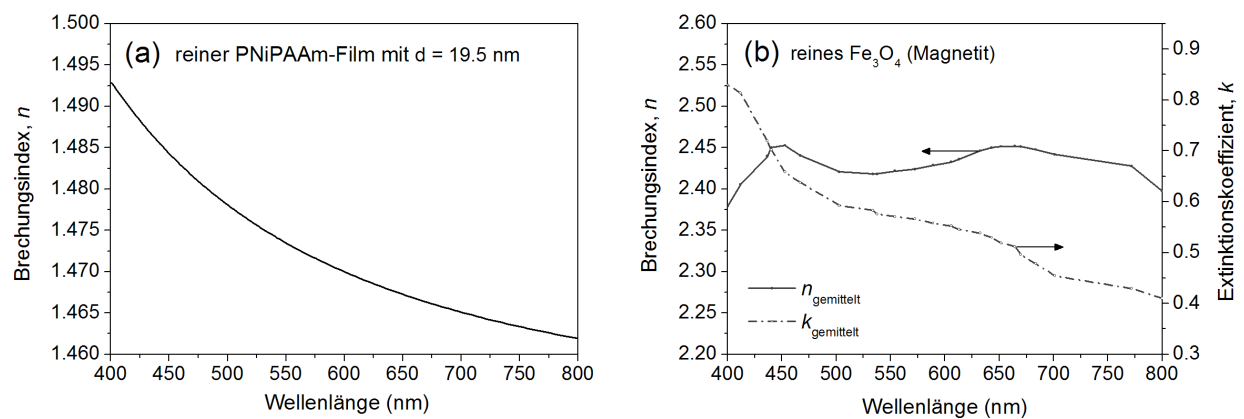 (a) reiner PNiPAAm-Film mit d = 19.5 nm
Brechungsindex, n
1.500
1.495
1.490
1.485
1.480
1.475
1.470
1.465
1.460
400 450 500 550 600 650 700 750 800
Wellenlänge (nm)
(b) reines Fe₃O₄ (Magnetit)
Brechungsindex, n
2.60
2.55
2.50
2.45
2.40
2.35
2.30
2.25
2.20
0.9
0.8
0.7
0.6
0.5
0.4
0.3
Extinktionskoeffizient, k
n gemittelt
k gemittelt
400 450 500 550 600 650 700 750 800
Wellenlänge (nm)